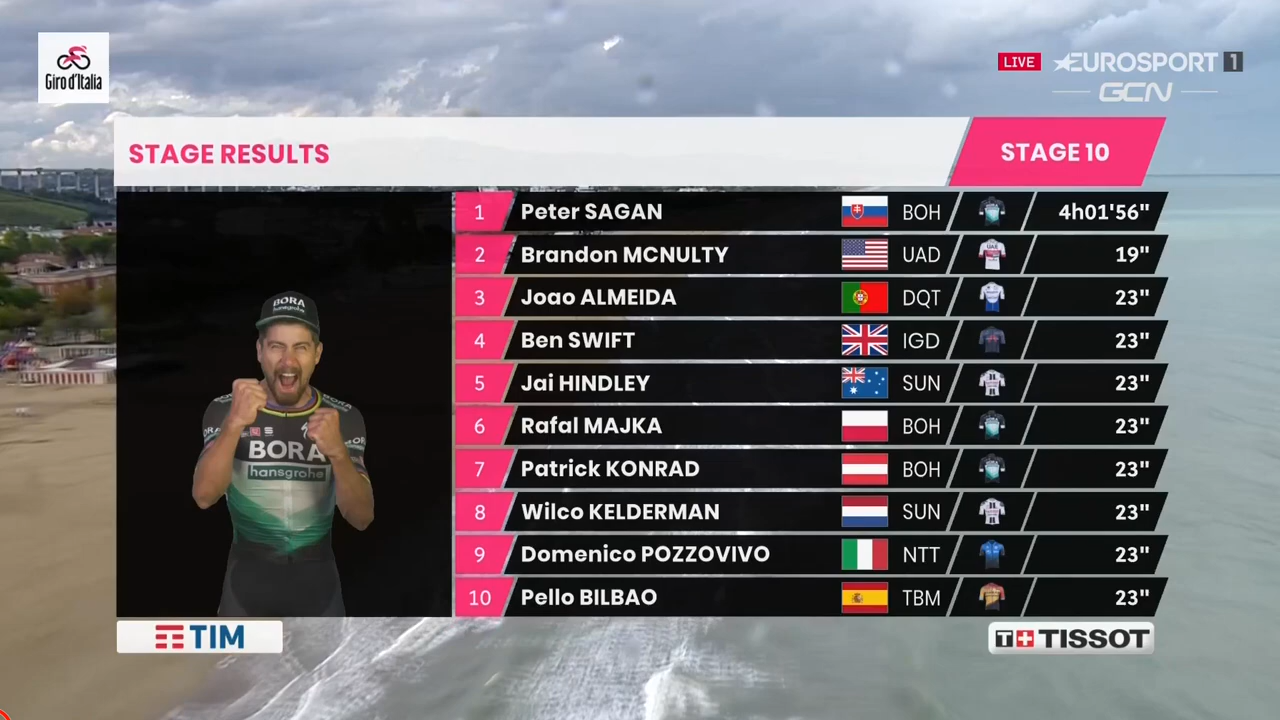 Giro d'Italia
LIVE EUROSPORT 1
GCN
STAGE RESULTS STAGE 10
1 Peter SAGAN BOH 4h01'56"
2 Brandon MCNULTY UAD 19"
3 Joao ALMEIDA DQT 23"
4 Ben SWIFT IGD 23"
5 Jai HINDLEY SUN 23"
6 Rafal MAJKA BOH 23"
7 Patrick KONRAD BOH 23"
8 Wilco KELDERMAN SUN 23"
9 Domenico POZZOVIVO NTT 23"
10 Pello BILBAO TBM 23"
BORA
hansgrohe
BORA
hansgrohe
TIM
T+ TISSOT